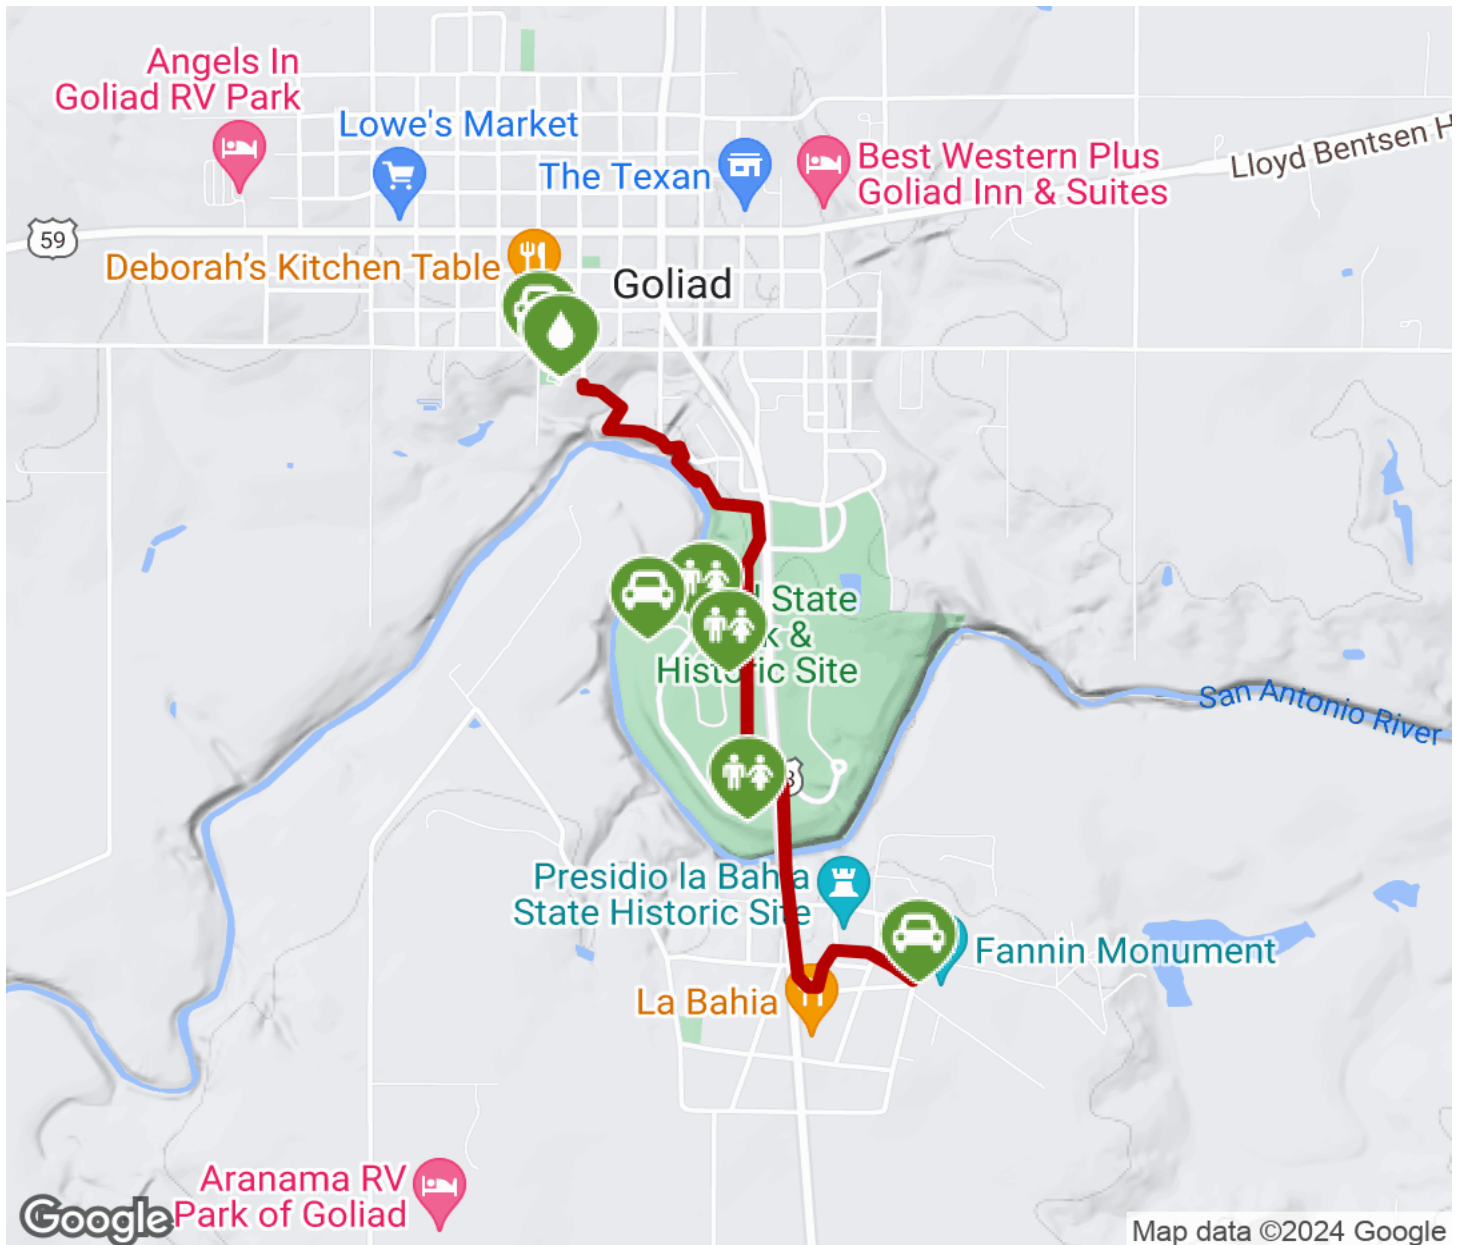 Angels In
Goliad RV Park
Lowe's Market
The Texan
Best Western Plus
Goliad Inn & Suites
Lloyd Bentsen H
59
Deborah's Kitchen Table
Goliad
State
&
Historic Site
San Antonio River
Presidio la Bahia
State Historic Site
Fannin Monument
La Bahia
Aranama RV
Park of Goliad
Google
Map data ©2024 Google